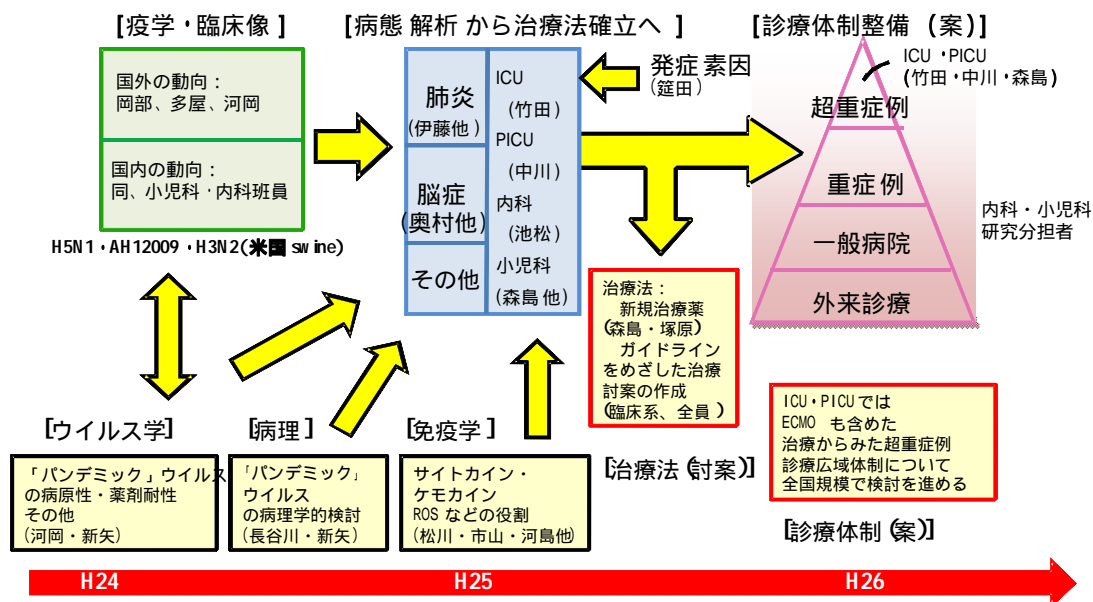 [疫学・臨床像]
国外の動向：
岡部、多屋、河岡
国内の動向：
同、小児科・内科班員
H5N1・AH12009・H3N2(米国 swine)
[病態 解析 から治療法確立へ ]
肺炎
(伊藤他)
脳症
(奥村他)
その他
ICU
(竹田)
PICU
(中川)
内科
(池松)
小児科
(森島 他)
発症 素因
(筵田)
[診療体制整備 （案）]
ICU ・PICU
(竹田・中川・森島)
超重症例
重症 例
一般病院
外来診療
内科・小児科
研究分担者
治療法：
新規治療薬
(森島・塚原)
ガイドライン
をめざした治療
討案の作成
(臨床系、全員 )
ICU・PICU では
ECMO も含めた
治療からみた超重症例
診療広域体制について
全国規模で検討を進める
[治療法 (討案)]
[診療体制 (案)]
[ウイルス学]
「パンデミック」ウイルス
の病原性・薬剤耐性
その他
(河岡・新矢)
[病理 ]
「パンデミック」
ウイルス
の病理学的検討
(長谷川・新矢)
[免疫学 ]
サイトカイン・
ケモカイン
ROS などの役割
(松川・市山・河島他)
H24
H25
H26